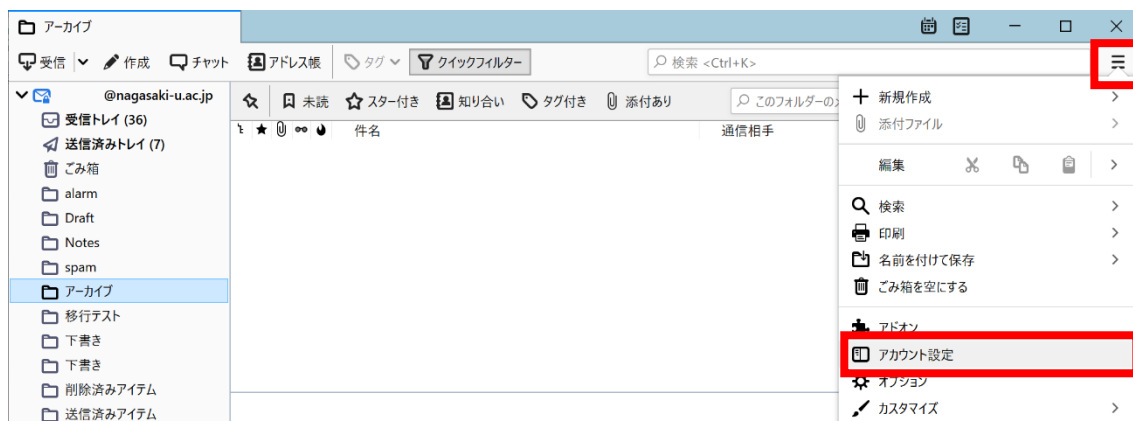 アーカイブ
受信 作成 チャット アドレス帳 タグ クイックフィルター 検索 <Ctrl+K>
@nagasaki-u.ac.jp
未読 スター付き 知り合い タグ付き 添付あり このフォルダーの
件名 通信相手
受信トレイ (36)
送信済みトレイ (7)
ごみ箱
alarm
Draft
Notes
spam
アーカイブ
移行テスト
下書き
下書き
削除済みアイテム
送信済みアイテム
新規作成
添付ファイル
編集
検索
印刷
名前を付けて保存
ごみ箱を空にする
アドオン
アカウント設定
オプション
カスタマイズ